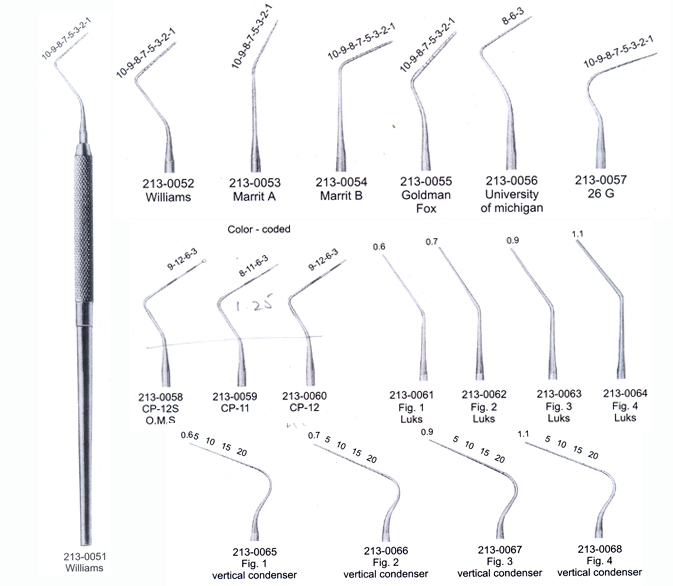 10-9-8-7-5-3-2-1
10-9-8-7-5-3-2-1
10-9-8-7-5-3-2-1
10-9-8-7-5-3-2-1
10-9-8-7-5-3-2-1
8-6-3
10-9-8-7-5-3-2-1
213-0052
Williams
213-0053
Marrit A
213-0054
Marrit B
213-0055
Goldman
Fox
213-0056
University
of michigan
213-0057
26 G
Color - coded
9-12-6-3
8-11-6-3
9-12-6-3
0.6
0.7
0.9
1.1
1.25
213-0058
CP-12S
O.M.S
213-0059
CP-11
213-0060
CP-12
213-0061
Fig. 1
Luks
213-0062
Fig. 2
Luks
213-0063
Fig. 3
Luks
213-0064
Fig. 4
Luks
0.6 5 10 15 20
0.7 5 10 15 20
0.9 5 10 15 20
1.1 5 10 15 20
213-0051
Williams
213-0065
Fig. 1
vertical condenser
213-0066
Fig. 2
vertical condenser
213-0067
Fig. 3
vertical condenser
213-0068
Fig. 4
vertical condenser